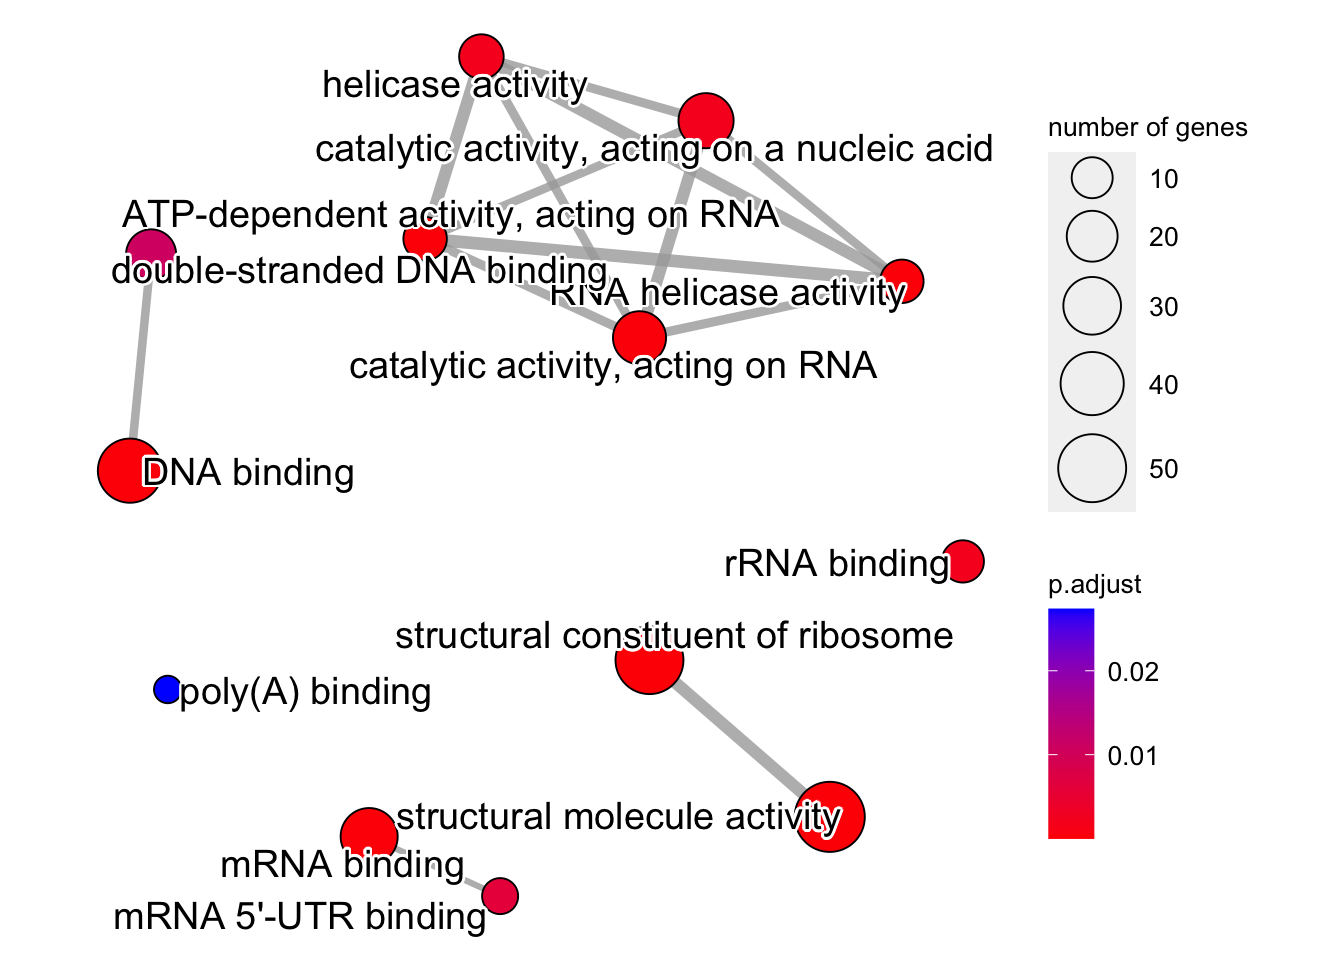 helicase activity
catalytic activity, acting on a nucleic acid
ATP-dependent activity, acting on RNA
double-stranded DNA binding
RNA helicase activity
catalytic activity, acting on RNA
DNA binding
rRNA binding
structural constituent of ribosome
poly(A) binding
structural molecule activity
mRNA binding
mRNA 5'-UTR binding
number of genes
10
20
30
40
50
p.adjust
0.02
0.01